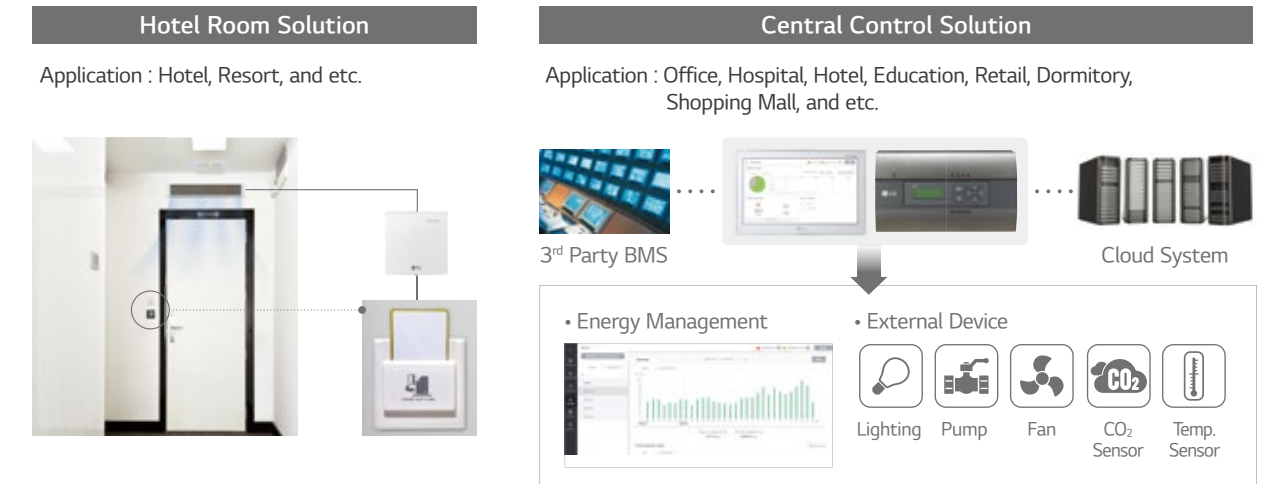 Hotel Room Solution
Application : Hotel, Resort, and etc.
Central Control Solution
Application : Office, Hospital, Hotel, Education, Retail, Dormitory,
Shopping Mall, and etc.
3rd Party BMS
Cloud System
• Energy Management
• External Device
CO2
Lighting
Pump
Fan
CO2
Sensor
Temp.
Sensor